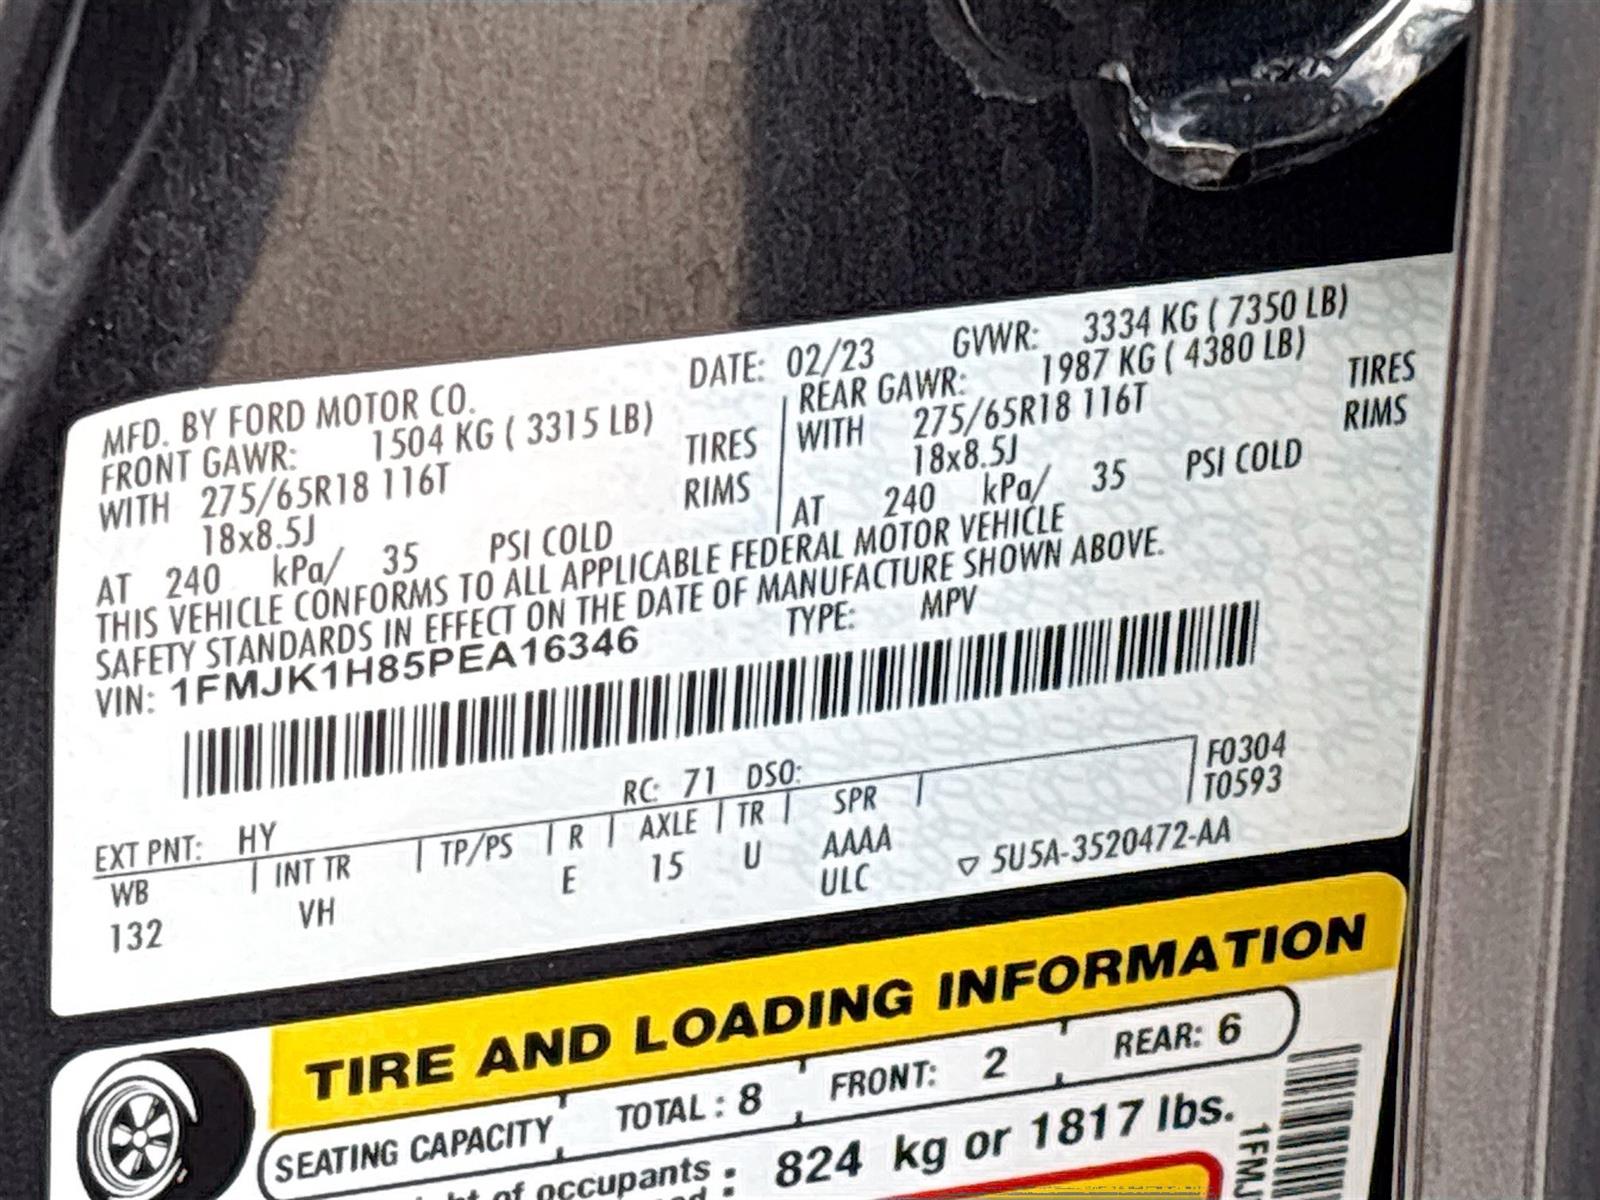 MFD. BY FORD MOTOR CO. DATE: 02/23 GVWR: 3334 KG ( 7350 LB)
FRONT GAWR: 1504 KG ( 3315 LB) REAR GAWR: 1987 KG ( 4380 LB)
WITH 275/65R18 116T TIRES WITH 275/65R18 116T TIRES
18x8.5J RIMS 18x8.5J RIMS
AT 240 kPa/ 35 PSI COLD AT 240 kPa/ 35 PSI COLD
THIS VEHICLE CONFORMS TO ALL APPLICABLE FEDERAL MOTOR VEHICLE
SAFETY STANDARDS IN EFFECT ON THE DATE OF MANUFACTURE SHOWN ABOVE.
VIN: 1FMJK1H85PEA16346 TYPE: MPV
EXT PNT: HY RC: 71 DSO: F0304
T0593
WB INT TR TP/PS R AXLE TR SPR
132 VH E 15 U AAAA
ULC
5U5A-3520472-AA
TIRE AND LOADING INFORMATION
SEATING CAPACITY TOTAL : 8 FRONT: 2 REAR: 6
of occupants : 824 kg or 1817 lbs.
1FMJ